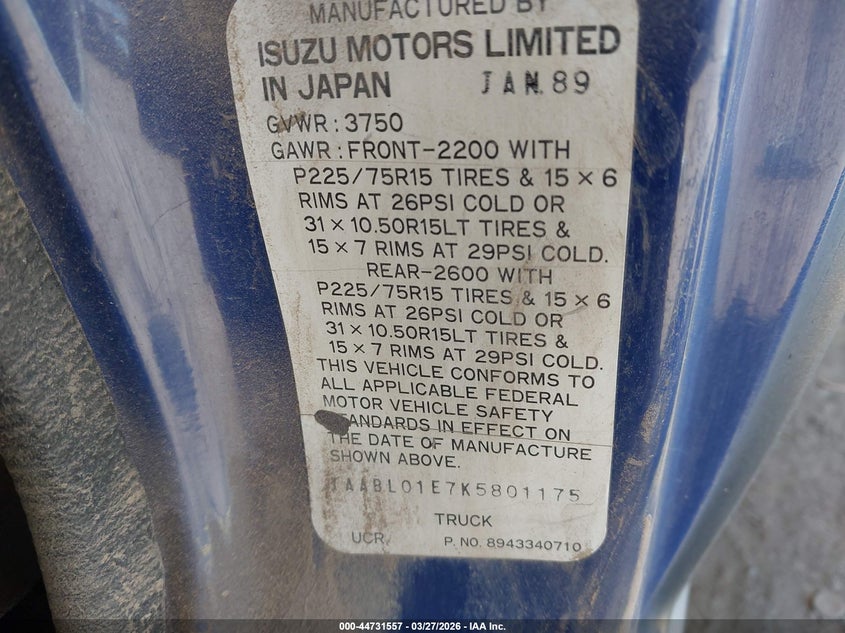 MANUFACTURED BY
ISUZU MOTORS LIMITED
IN JAPAN JAN. 89
GVWR : 3750
GAWR : FRONT-2200 WITH
P225/75R15 TIRES & 15 × 6
RIMS AT 26PSI COLD OR
31 × 10.50R15LT TIRES &
15 × 7 RIMS AT 29PSI COLD.
REAR-2600 WITH
P225/75R15 TIRES & 15 × 6
RIMS AT 26PSI COLD OR
31 × 10.50R15LT TIRES &
15 × 7 RIMS AT 29PSI COLD.
THIS VEHICLE CONFORMS TO
ALL APPLICABLE FEDERAL
MOTOR VEHICLE SAFETY
STANDARDS IN EFFECT ON
THE DATE OF MANUFACTURE
SHOWN ABOVE.
JAABL01E7K5801175
TRUCK
UCR P. NO. 8943340710
000-44731557 03/27/2026 IAA Inc.